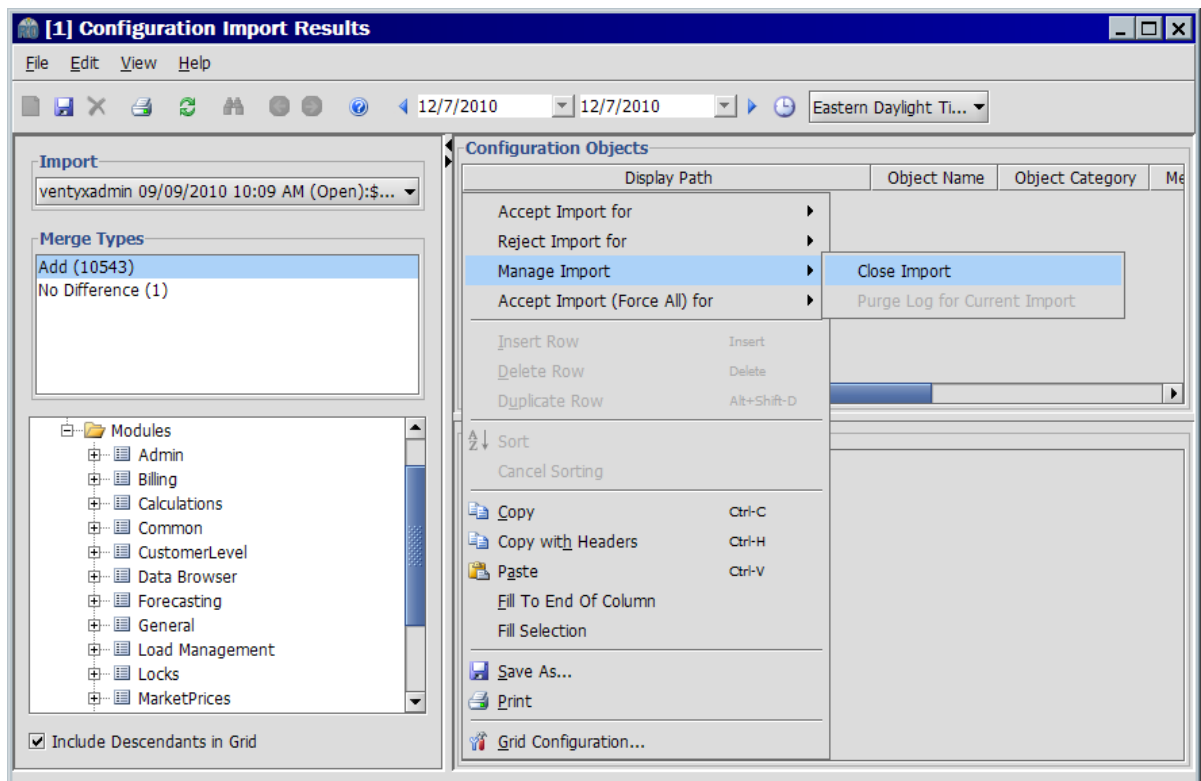 [1] Configuration Import Results
File Edit View Help
12/7/2010 12/7/2010 Eastern Daylight Ti...
Import
ventyxadmin 09/09/2010 10:09 AM (Open):$...
Merge Types
Add (10543)
No Difference (1)
Modules
Admin
Billing
Calculations
Common
CustomerLevel
Data Browser
Forecasting
General
Load Management
Locks
MarketPrices
Include Descendants in Grid
Configuration Objects
Display Path Object Name Object Category Me
Accept Import for
Reject Import for
Manage Import
Accept Import (Force All) for
Close Import
Purge Log for Current Import
Insert Row Insert
Delete Row Delete
Duplicate Row Alt+Shift-D
Sort
Cancel Sorting
Copy Ctrl-C
Copy with Headers Ctrl-H
Paste Ctrl-V
Fill To End Of Column
Fill Selection
Save As...
Print
Grid Configuration...